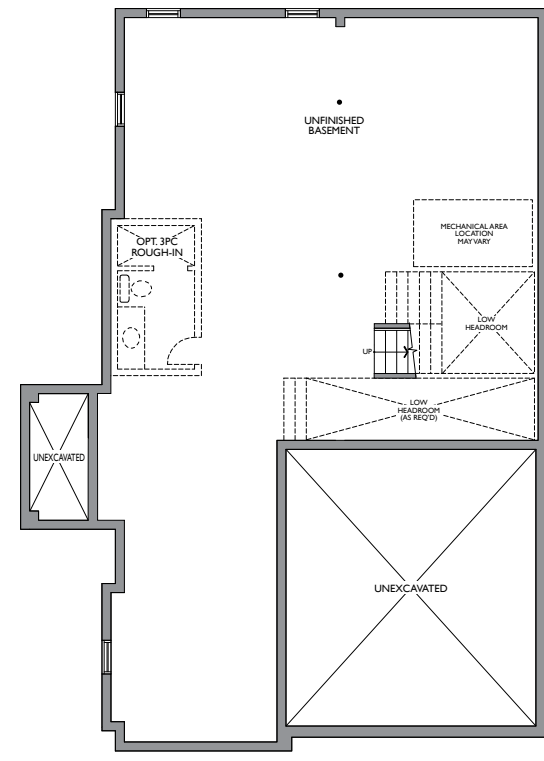 UNFINISHED
BASEMENT
MECHANICAL AREA
LOCATION
MAY VARY
OPT. 3PC
ROUGH-IN
LOW
HEADROOM
UP
LOW
HEADROOM
(AS REQ'D)
UNEXCAVATED
UNEXCAVATED